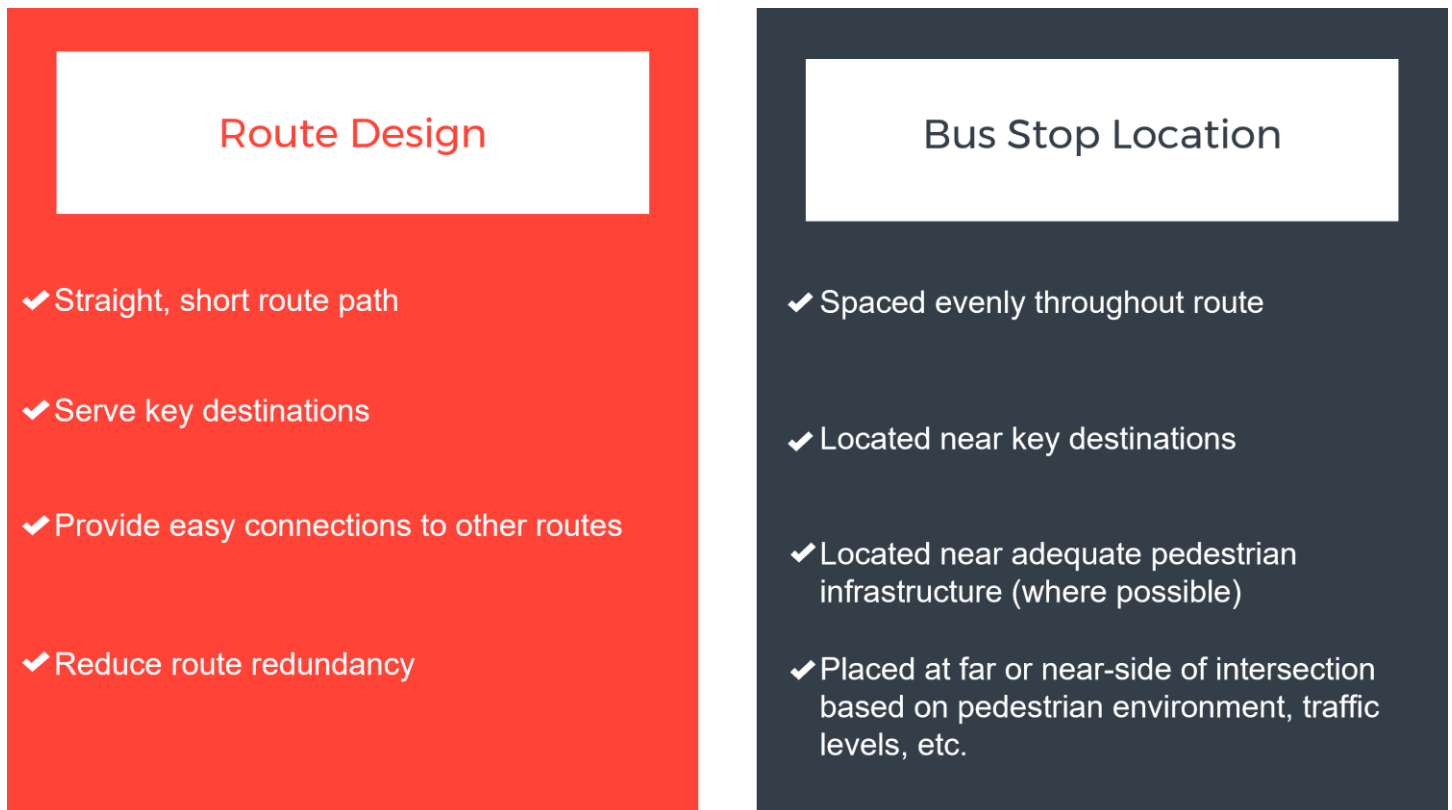 Route Design
Straight, short route path
Serve key destinations
Provide easy connections to other routes
Reduce route redundancy
Bus Stop Location
Spaced evenly throughout route
Located near key destinations
Located near adequate pedestrian
infrastructure (where possible)
Placed at far or near-side of intersection
based on pedestrian environment, traffic
levels, etc.